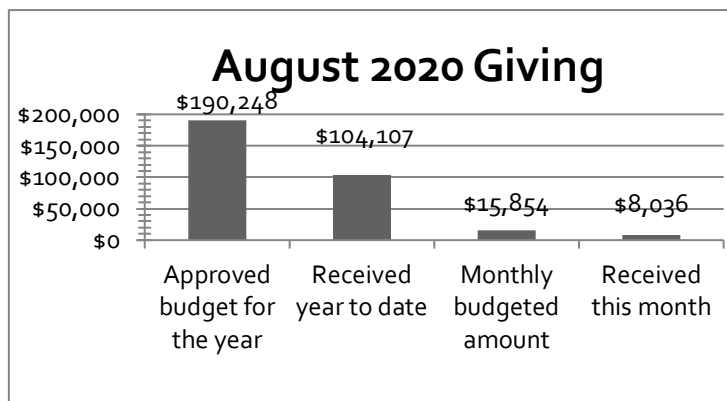 August 2020 Giving
$190,248
$104,107
$15,854
$8,036
$200,000
$150,000
$100,000
$50,000
$0
Approved
budget for
the year
Received
year to date
Monthly
budgeted
amount
Received
this month